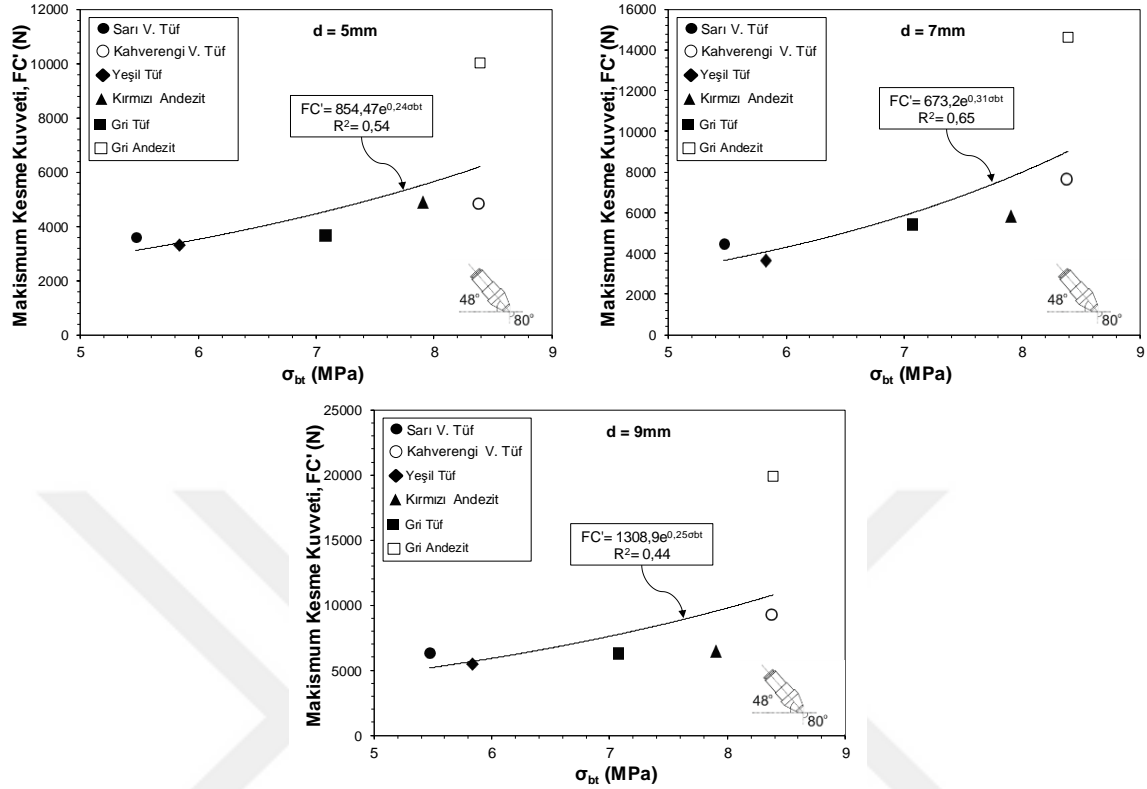 Makismum Kesme Kuvveti, FC' (N)
12000
10000
8000
6000
4000
2000
0
Sarı V. Tüf
Kahverengi V. Tüf
Yeşil Tüf
Kırmızı Andezit
Gri Tüf
Gri Andezit
d = 5mm
FC'= 854,47e0,24σbt
R2= 0,54
48°
80°
5 6 7 8 9
σbt (MPa)
Makismum Kesme Kuvveti, FC' (N)
16000
14000
12000
10000
8000
6000
4000
2000
0
Sarı V. Tüf
Kahverengi V. Tüf
Yeşil Tüf
Kırmızı Andezit
Gri Tüf
Gri Andezit
d = 7mm
FC'= 673,2e0,31σbt
R2= 0,65
48°
80°
5 6 7 8 9
σbt (MPa)
Makismum Kesme Kuvveti, FC' (N)
25000
20000
15000
10000
5000
0
Sarı V. Tüf
Kahverengi V. Tüf
Yeşil Tüf
Kırmızı Andezit
Gri Tüf
Gri Andezit
d = 9mm
FC'= 1308,9e0,25σbt
R2= 0,44
48°
80°
5 6 7 8 9
σbt (MPa)